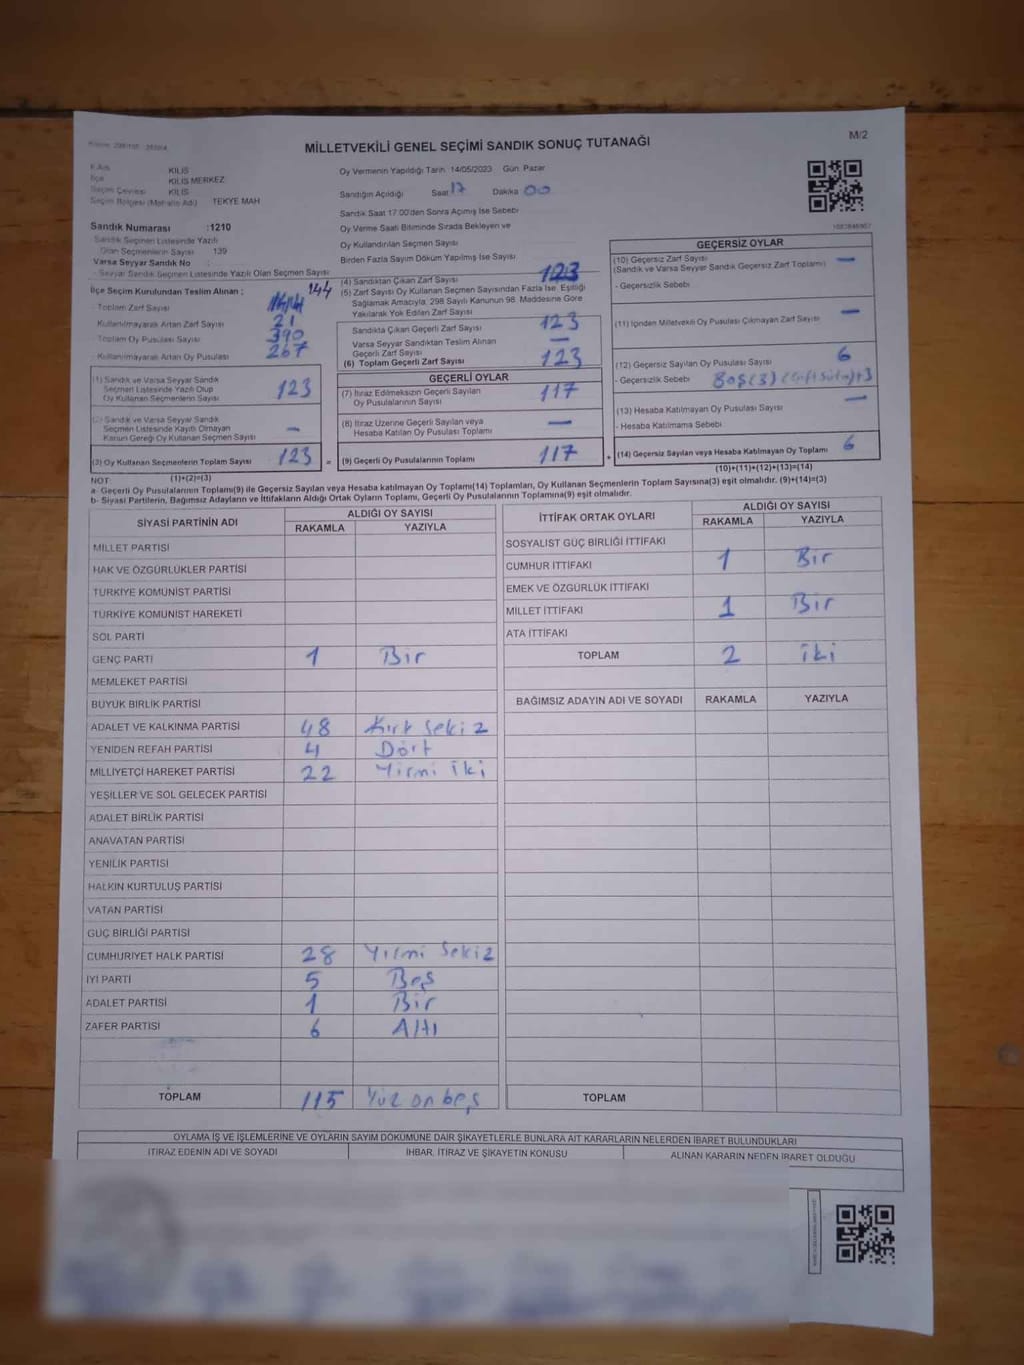 MİLLETVEKİLİ GENEL SEÇİMİ SANDIK SONUÇ TUTANAĞI
M/2
İli KİLİS
İlçe KİLİS MERKEZ
Seçim Çevresi KİLİS
Seçim Bölgesi (Mahalle Adı) TEKYE MAH
Sandık Numarası :1210
Sandık Seçmen Listesinde Yazılı
Olan Seçmenlerin Sayısı 139
Varsa Seyyar Sandık No
- Seyyar Sandık Seçmen Listesinde Yazılı Olan Seçmen Sayısı
İlçe Seçim Kurulundan Teslim Alınan : 144
Toplam Zarf Sayısı
Kullanılmayarak Artan Zarf Sayısı 21
Toplam Oy Pusulası Sayısı 390
Kullanılmayarak Artan Oy Pusulası 267
(1) Sandık ve Varsa Seyyar Sandık
Seçmen Listesinde Yazılı Olup
Oy Kullanan Seçmenlerin Sayısı 123
(2) Sandık ve Varsa Seyyar Sandık
Seçmen Listesinde Kayıtlı Olmayan
Kanun Gereği Oy Kullanan Seçmen Sayısı –
(3) Oy Kullanan Seçmenlerin Toplam Sayısı 123 =
Oy Vermenin Yapıldığı Tarih 14/05/2023 Gün Pazar
Sandığın Açıldığı Saat 17 Dakika 00
Sandık Saat 17.00'den Sonra Açılmış İse Sebebi
Oy Verme Saati Bitiminde Sırada Bekleyen ve
Oy Kullandırılan Seçmen Sayısı
Birden Fazla Sayım Döküm Yapılmış İse Sayısı
(4) Sandıktan Çıkan Zarf Sayısı 123
(5) Zarf Sayısı Oy Kullanan Seçmen Sayısından Fazla İse, Eşitliği
Sağlamak Amacıyla, 298 Sayılı Kanunun 98. Maddesine Göre
Yakılarak Yok Edilen Zarf Sayısı
Sandıkta Çıkan Geçerli Zarf Sayısı 123
Varsa Seyyar Sandıktan Teslim Alınan
Geçerli Zarf Sayısı –
(6) Toplam Geçerli Zarf Sayısı 123
GEÇERLİ OYLAR
(7) İtiraz Edilmeksizin Geçerli Sayılan
Oy Pusulalarının Sayısı 117
(8) İtiraz Üzerine Geçerli Sayılan veya
Hesaba Katılan Oy Pusulası Toplamı –
(9) Geçerli Oy Pusulalarının Toplamı 117 +
GEÇERSİZ OYLAR
(10) Geçersiz Zarf Sayısı
(Sandık ve Varsa Seyyar Sandık Geçersiz Zarf Toplamı) –
- Geçersizlik Sebebi
(11) İçinden Milletvekili Oy Pusulası Çıkmayan Zarf Sayısı –
(12) Geçersiz Sayılan Oy Pusulası Sayısı 6
- Geçersizlik Sebebi BOŞ (3)
(13) Hesaba Katılmayan Oy Pusulası Sayısı –
- Hesaba Katılmama Sebebi
(14) Geçersiz Sayılan veya Hesaba Katılmayan Oy Toplamı 6
NOT: (1)+(2)=(3) (10)+(11)+(12)+(13)=(14)
a- Geçerli Oy Pusulalarının Toplamı(9) ile Geçersiz Sayılan veya Hesaba Katılmayan Oy Toplamı(14) Toplamları, Oy Kullanan Seçmenlerin Toplam Sayısına(3) eşit olmalıdır. (9)+(14)=(3)
b- Siyasi Partilerin, Bağımsız Adayların ve İttifakların Aldığı Ortak Oyların Toplamı, Geçerli Oy Pusulalarının Toplamına(9) eşit olmalıdır.
SİYASİ PARTİNİN ADI ALDIĞI OY SAYISI
RAKAMLA YAZIYLA
MİLLET PARTİSİ
HAK VE ÖZGÜRLÜKLER PARTİSİ
TÜRKİYE KOMÜNİST PARTİSİ
TÜRKİYE KOMÜNİST HAREKETİ
SOL PARTİ
GENÇ PARTİ 1 Bir
MEMLEKET PARTİSİ
BÜYÜK BİRLİK PARTİSİ
ADALET VE KALKINMA PARTİSİ 48 Kırk Sekiz
YENİDEN REFAH PARTİSİ 4 Dört
MİLLİYETÇİ HAREKET PARTİSİ 22 Yirmi İki
YEŞİLLER VE SOL GELECEK PARTİSİ
ADALET BİRLİK PARTİSİ
ANAVATAN PARTİSİ
YENİLİK PARTİSİ
HALKIN KURTULUŞ PARTİSİ
VATAN PARTİSİ
GÜÇ BİRLİĞİ PARTİSİ
CUMHURİYET HALK PARTİSİ 28 Yirmi Sekiz
İYİ PARTİ 5 Beş
ADALET PARTİSİ 1 Bir
ZAFER PARTİSİ 6 Altı
TOPLAM 115 Yüz on beş
İTTİFAK ORTAK OYLARI ALDIĞI OY SAYISI
RAKAMLA YAZIYLA
SOSYALİST GÜÇ BİRLİĞİ İTTİFAKI
CUMHUR İTTİFAKI 1 Bir
EMEK VE ÖZGÜRLÜK İTTİFAKI
MİLLET İTTİFAKI 1 Bir
ATA İTTİFAKI
TOPLAM 2 İki
BAĞIMSIZ ADAYIN ADI VE SOYADI RAKAMLA YAZIYLA
TOPLAM
OYLAMA İŞ VE İŞLEMLERİNE VE OYLARIN SAYIM DÖKÜMÜNE DAİR ŞİKAYETLERLE BUNLARA AİT KARARLARIN NELERDEN İBARET BULUNDUKLARI
İTİRAZ EDENİN ADI VE SOYADI İHBAR, İTİRAZ VE ŞİKAYETİN KONUSU ALINAN KARARIN NEDEN İBARET OLDUĞU